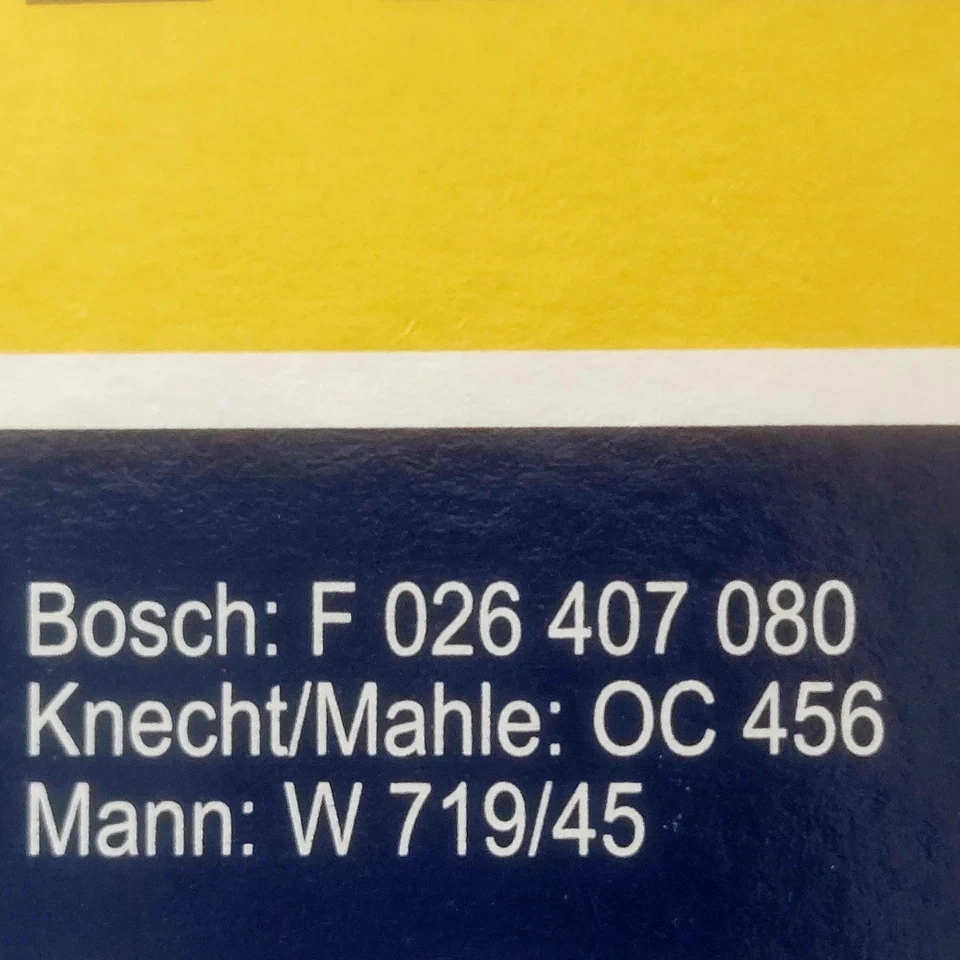 Bosch: F 026 407 080
Knecht/Mahle: OC 456
Mann: W 719/45